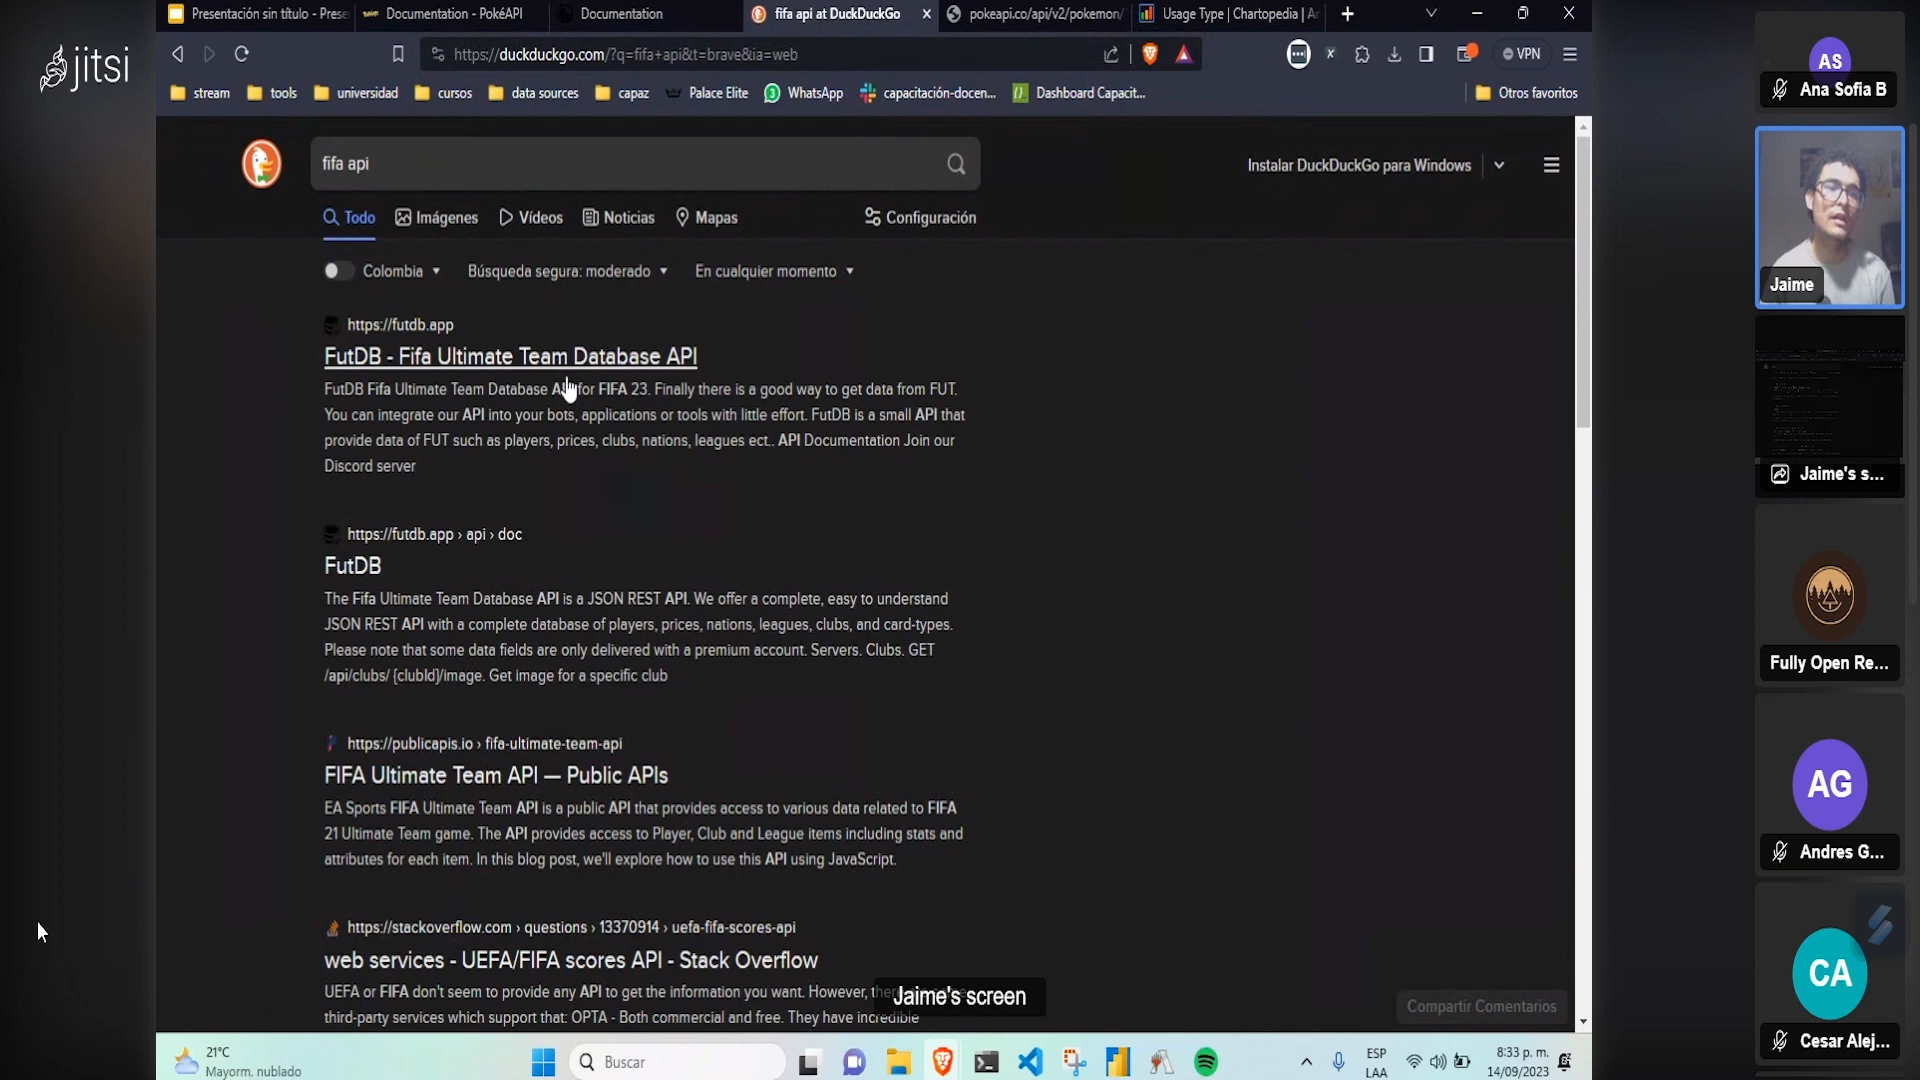 jitsi
Presentación sin título - Prese
Documentation - PokéAPI
Documentation
fifa api at DuckDuckGo
pokeapi.co/api/v2/pokemon/
Usage Type | Chartopedia | A
https://duckduckgo.com/?q=fifa+api&t=brave&ia=web
VPN
stream
tools
universidad
cursos
data sources
capaz
Palace Elite
WhatsApp
capacitación-docen...
Dashboard Capacit...
Otros favoritos
fifa api
Instalar DuckDuckGo para Windows
Todo
Imágenes
Vídeos
Noticias
Mapas
Configuración
Colombia
Búsqueda segura: moderado
En cualquier momento
https://futdb.app
FutDB - Fifa Ultimate Team Database API
FutDB Fifa Ultimate Team Database for FIFA 23. Finally there is a good way to get data from FUT.
You can integrate our API into your bots, applications or tools with little effort. FutDB is a small API that
provide data of FUT such as players, prices, clubs, nations, leagues ect.. API Documentation Join our
Discord server
https://futdb.app › api › doc
FutDB
The Fifa Ultimate Team Database API is a JSON REST API. We offer a complete, easy to understand
JSON REST API with a complete database of players, prices, nations, leagues, clubs, and card-types.
Please note that some data fields are only delivered with a premium account. Servers. Clubs. GET
/api/clubs/ {clubId}/image. Get image for a specific club
https://publicapis.io › fifa-ultimate-team-api
FIFA Ultimate Team API — Public APIs
EA Sports FIFA Ultimate Team API is a public API that provides access to various data related to FIFA
21 Ultimate Team game. The API provides access to Player, Club and League items including stats and
attributes for each item. In this blog post, we'll explore how to use this API using JavaScript.
https://stackoverflow.com › questions › 13370914 › uefa-fifa-scores-api
web services - UEFA/FIFA scores API - Stack Overflow
UEFA or FIFA don't seem to provide any API to get the information you want. However,
third-party services which support that: OPTA - Both commercial and free. They have incredible
Jaime's screen
Compartir Comentarios
21°C
Mayorm. nublado
Buscar
ESP
LAA
8:33 p. m.
14/09/2023
AS
Ana Sofia B
Jaime
Jaime's s...
Fully Open Re...
AG
Andres G...
CA
Cesar Alej...